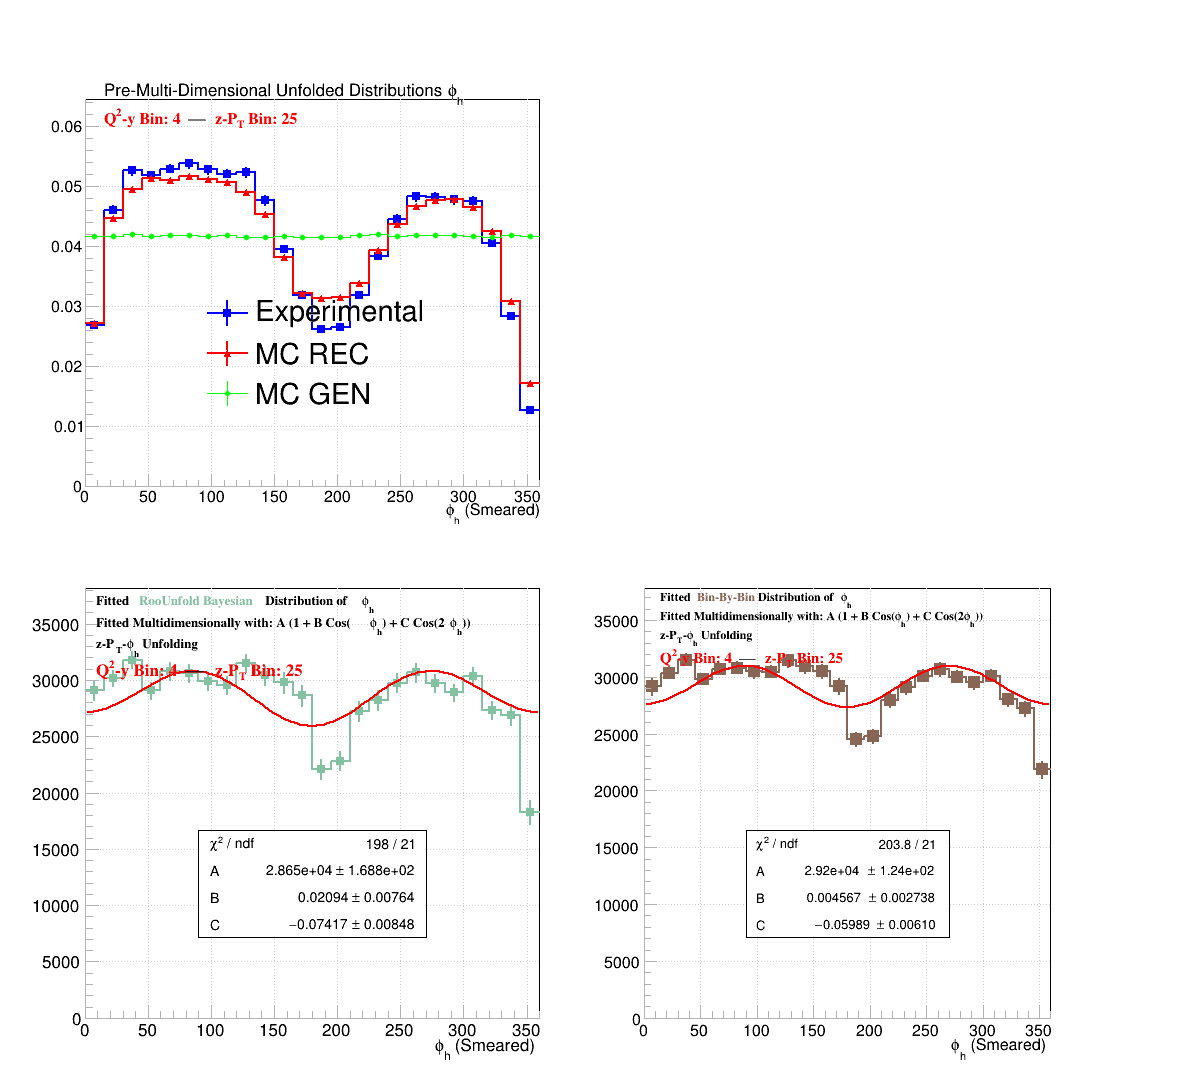 Pre-Multi-Dimensional Unfolded Distributions ϕh
Q2-y Bin: 4 — z-PT Bin: 25
0.06
0.05
0.04
0.03
0.02
0.01
0
Experimental
MC REC
MC GEN
0 50 100 150 200 250 300 350
ϕh (Smeared)
Fitted RooUnfold Bayesian Distribution of ϕh
Fitted Multidimensionally with: A (1 + B Cos(ϕh) + C Cos(2 ϕh))
z-PT-ϕh Unfolding
Q2-y Bin: 4 — z-PT Bin: 25
35000
30000
25000
20000
15000
10000
5000
0
χ2 / ndf 198 / 21
A 2.865e+04 ± 1.688e+02
B 0.02094 ± 0.00764
C −0.07417 ± 0.00848
0 50 100 150 200 250 300 350
ϕh (Smeared)
Fitted Bin-By-Bin Distribution of ϕh
Fitted Multidimensionally with: A (1 + B Cos(ϕh) + C Cos(2ϕh))
z-PT-ϕh Unfolding
Q2-y Bin: 4 — z-PT Bin: 25
35000
30000
25000
20000
15000
10000
5000
0
χ2 / ndf 203.8 / 21
A 2.92e+04 ± 1.24e+02
B 0.004567 ± 0.002738
C −0.05989 ± 0.00610
0 50 100 150 200 250 300 350
ϕh (Smeared)